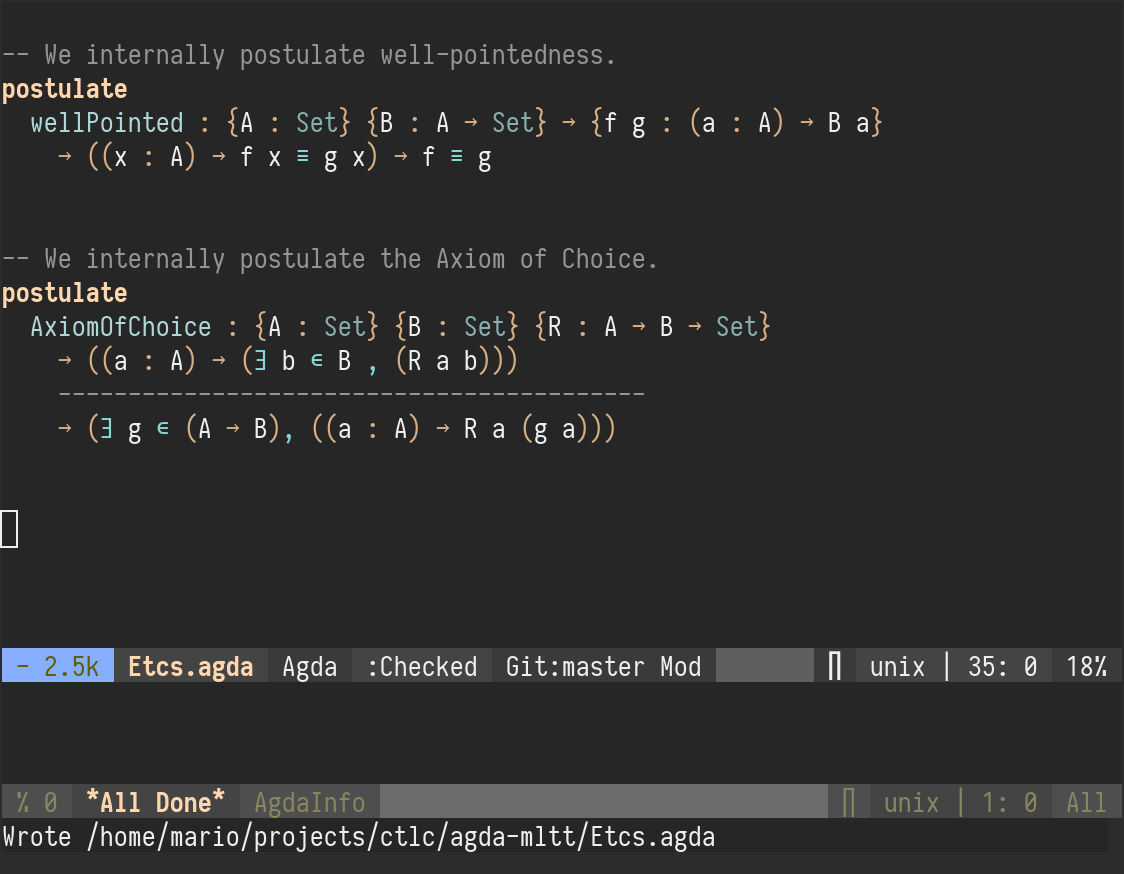 -- We internally postulate well-pointedness.
postulate
  wellPointed : {A : Set} {B : A → Set} → {f g : (a : A) → B a}
    → ((x : A) → f x ≡ g x) → f ≡ g
-- We internally postulate the Axiom of Choice.
postulate
  AxiomOfChoice : {A : Set} {B : Set} {R : A → B → Set}
    → ((a : A) → (∃ b ∈ B , (R a b)))
    ------------------------------------------
    → (∃ g ∈ (A → B), ((a : A) → R a (g a)))
- 2.5k Etcs.agda Agda :Checked Git:master Mod ∏ unix | 35: 0 18%
% 0 *All Done* AgdaInfo ∏ unix | 1: 0 All
Wrote /home/mario/projects/ctlc/agda-mltt/Etcs.agda